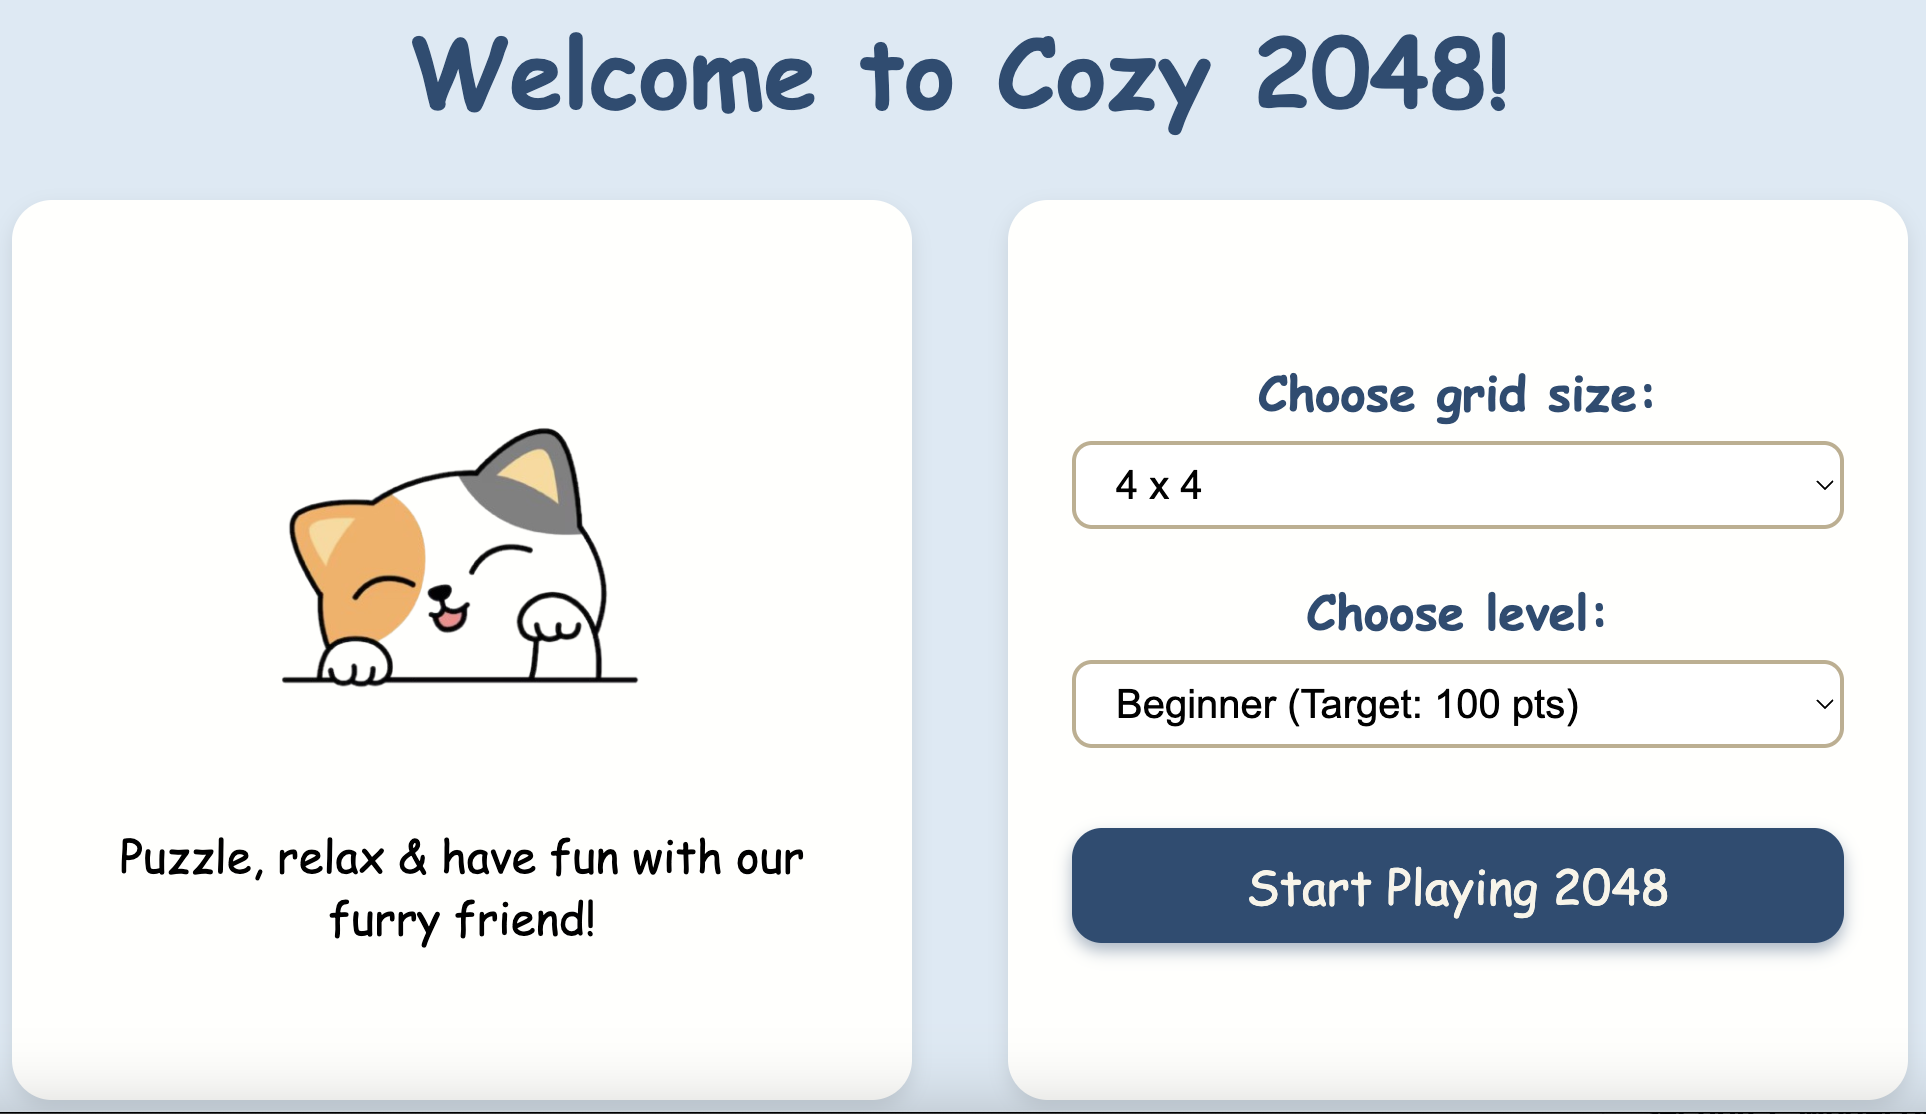 Welcome to Cozy 2048!
Puzzle, relax & have fun with our
furry friend!
Choose grid size:
4 x 4
Choose level:
Beginner (Target: 100 pts)
Start Playing 2048